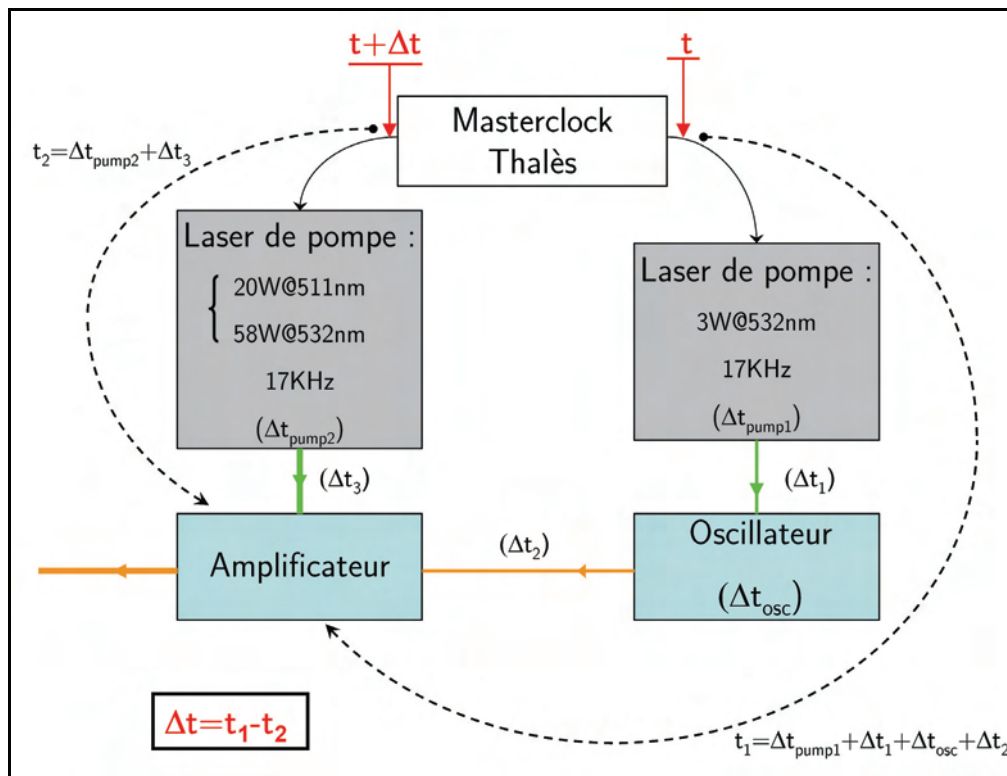 t+Δt
t
Masterclock
Thalès
t₂=Δt_pump2+Δt₃
Laser de pompe :
{ 20W@511nm
58W@532nm
17KHz
(Δt_pump2)
Laser de pompe :
3W@532nm
17KHz
(Δt_pump1)
(Δt₃)
(Δt₁)
Amplificateur
(Δt₂)
Oscillateur
(Δt_osc)
Δt=t₁-t₂
t₁=Δt_pump1+Δt₁+Δt_osc+Δt₂